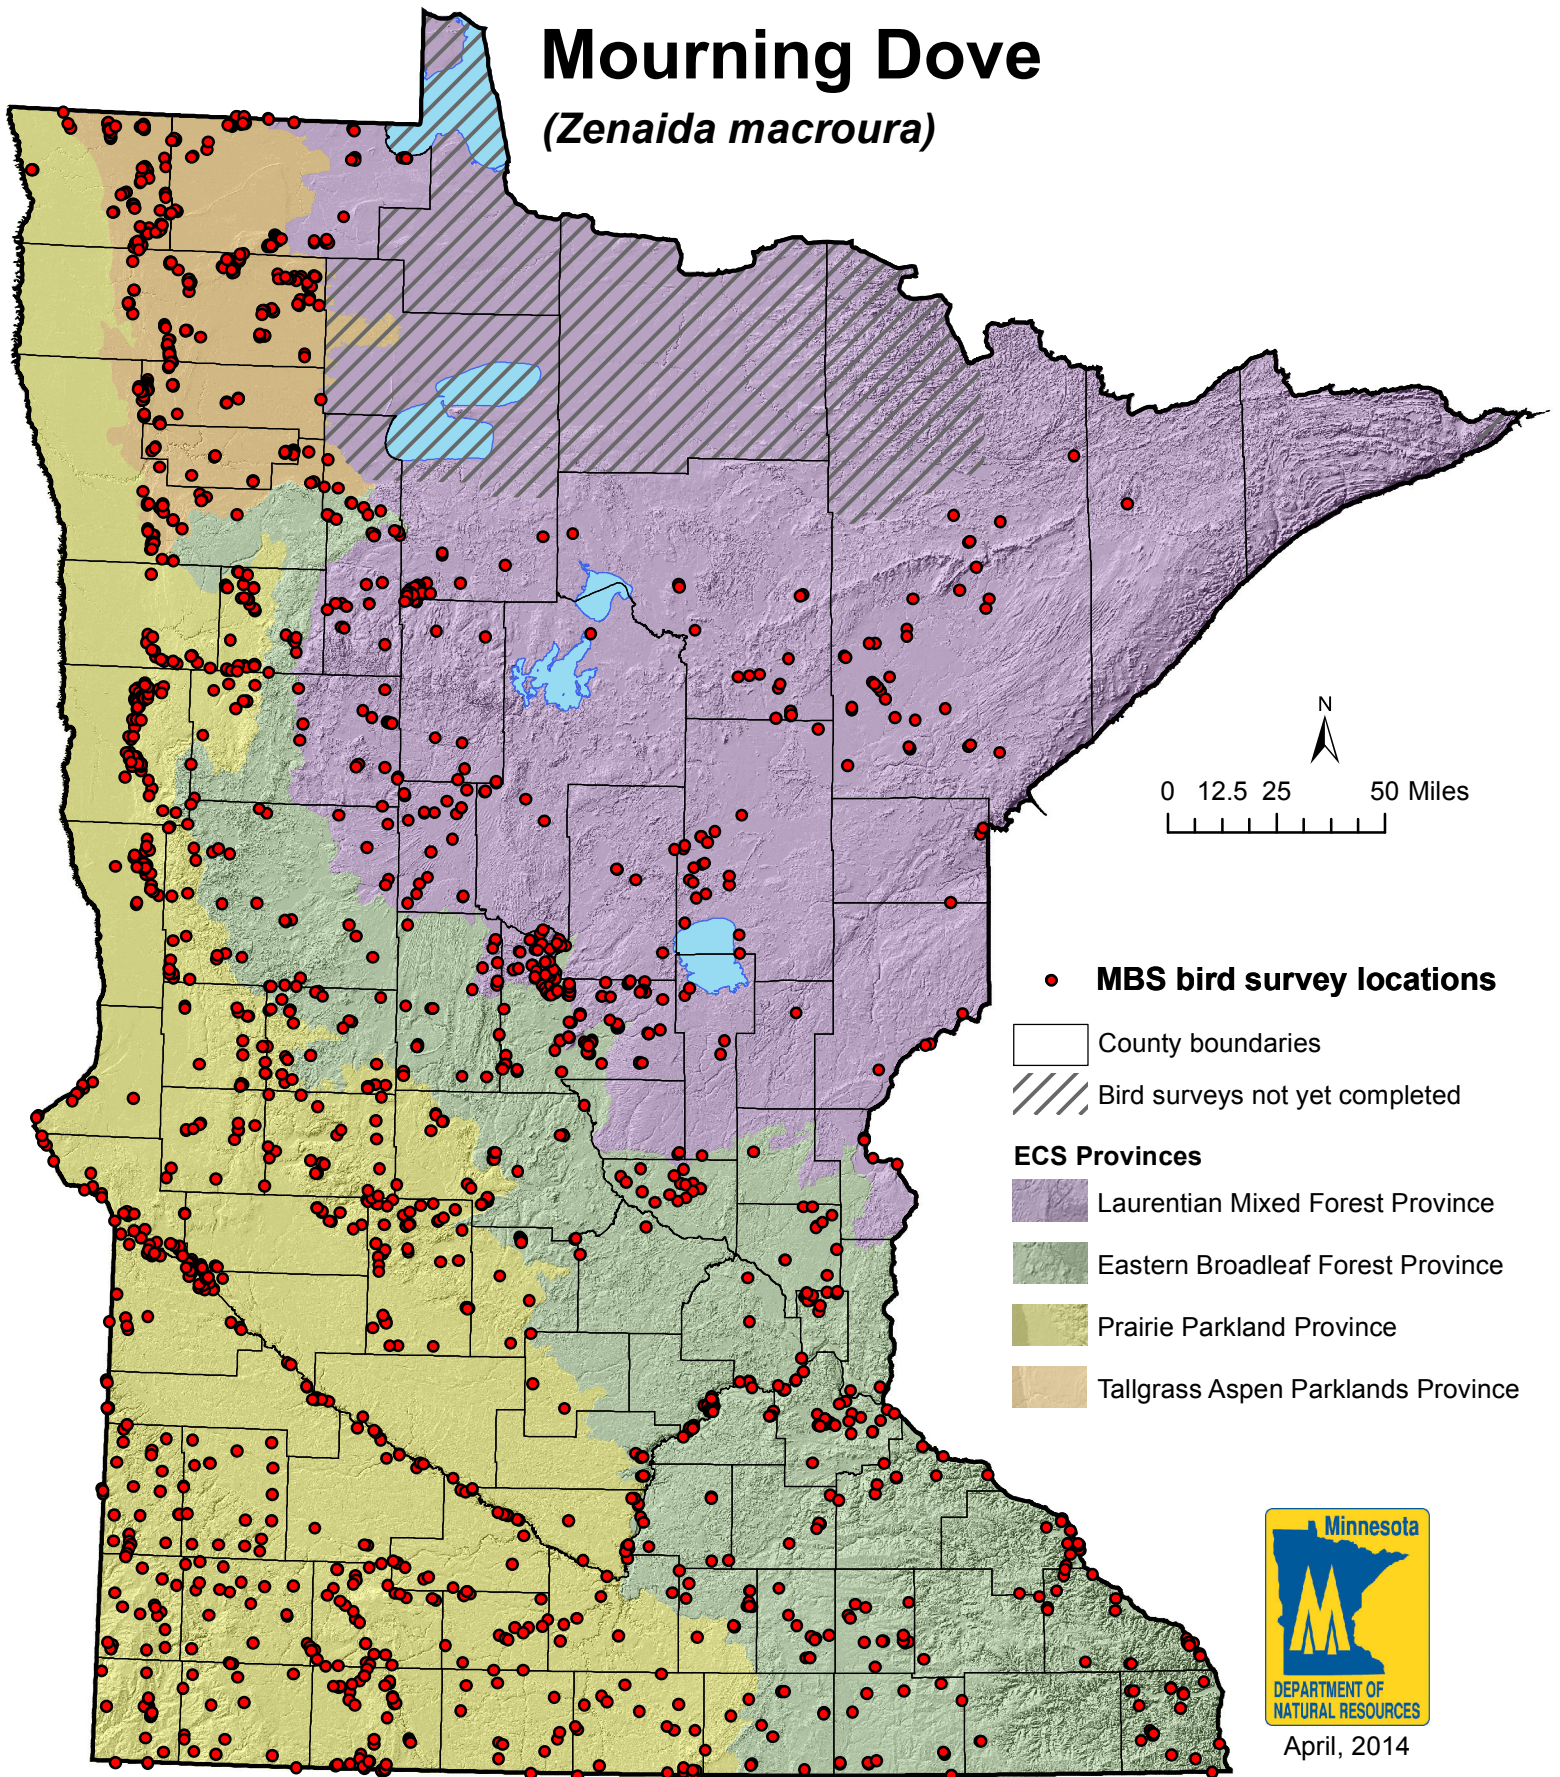 Mourning Dove
(Zenaida macroura)
N
0 12.5 25 50 Miles
MBS bird survey locations
County boundaries
Bird surveys not yet completed
ECS Provinces
Laurentian Mixed Forest Province
Eastern Broadleaf Forest Province
Prairie Parkland Province
Tallgrass Aspen Parklands Province
Minnesota
DEPARTMENT OF
NATURAL RESOURCES
April, 2014